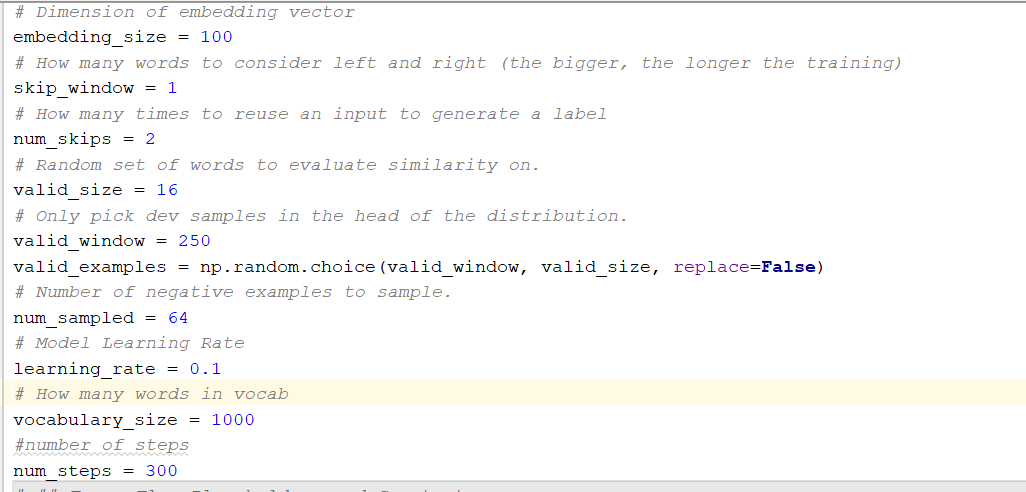 # Dimension of embedding vector
embedding_size = 100
# How many words to consider left and right (the bigger, the longer the training)
skip_window = 1
# How many times to reuse an input to generate a label
num_skips = 2
# Random set of words to evaluate similarity on.
valid_size = 16
# Only pick dev samples in the head of the distribution.
valid_window = 250
valid_examples = np.random.choice(valid_window, valid_size, replace=False)
# Number of negative examples to sample.
num_sampled = 64
# Model Learning Rate
learning_rate = 0.1
# How many words in vocab
vocabulary_size = 1000
#number of steps
num_steps = 300